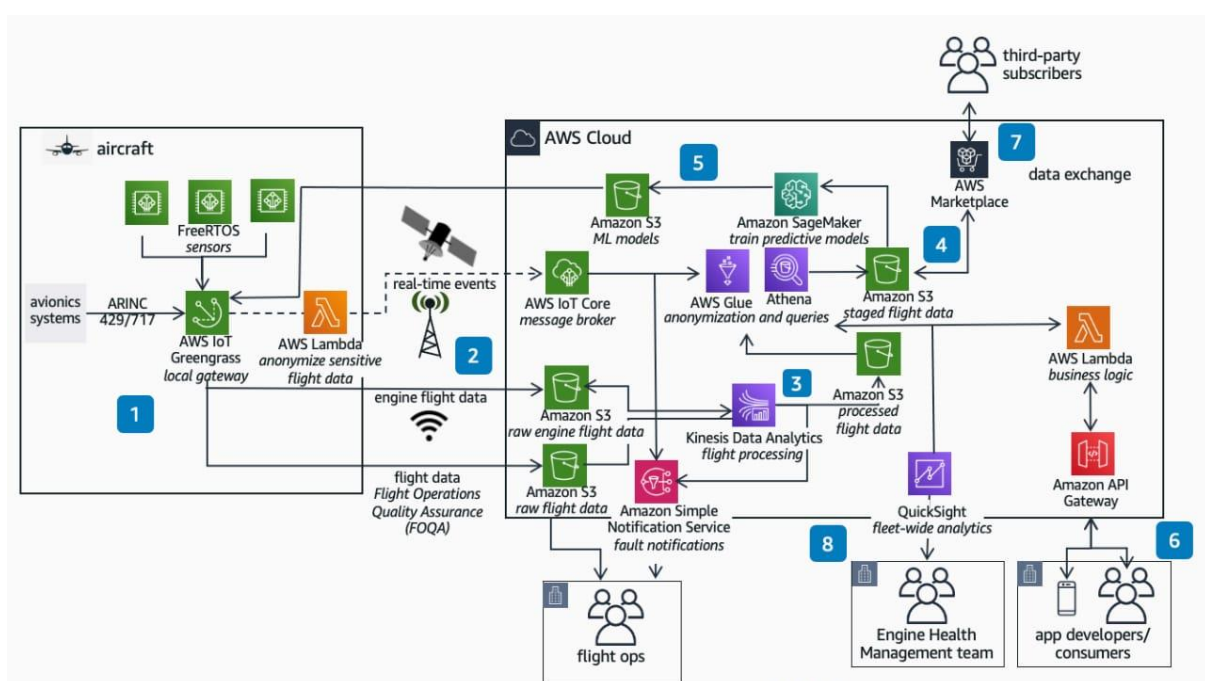 third-party
subscribers
aircraft
AWS Cloud
7
data exchange
5
AWS
Marketplace
FreeRTOS
sensors
Amazon S3
ML models
Amazon SageMaker
train predictive models
4
real-time events
avionics
systems
ARINC
429/717
AWS IoT Core
message broker
AWS Glue
Athena
anonymization and queries
Amazon S3
staged flight data
AWS IoT
Greengrass
local gateway
AWS Lambda
anonymize sensitive
flight data
2
AWS Lambda
business logic
1
engine flight data
Amazon S3
raw engine flight data
3
Kinesis Data Analytics
flight processing
Amazon S3
processed
flight data
flight data
Flight Operations
Quality Assurance
(FOQA)
Amazon S3
raw flight data
Amazon Simple
Notification Service
fault notifications
QuickSight
fleet-wide analytics
Amazon API
Gateway
8
6
flight ops
Engine Health
Management team
app developers/
consumers